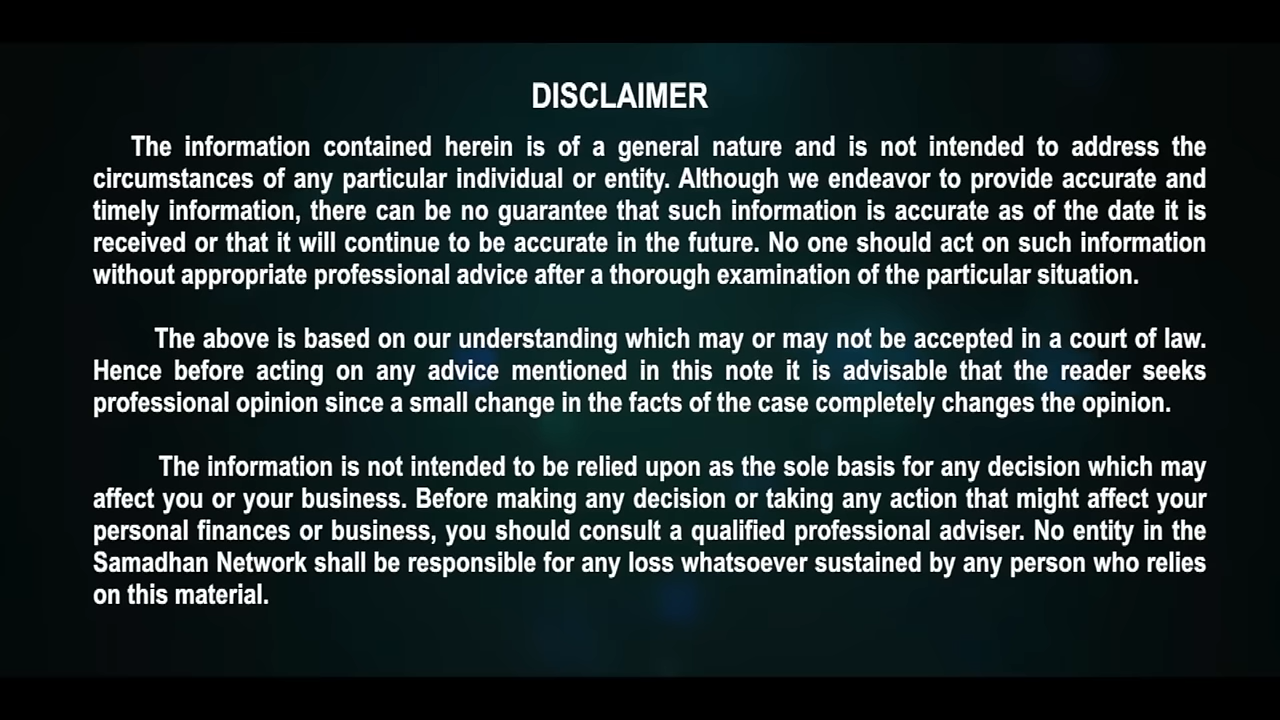 DISCLAIMER
The information contained herein is of a general nature and is not intended to address the
circumstances of any particular individual or entity. Although we endeavor to provide accurate and
timely information, there can be no guarantee that such information is accurate as of the date it is
received or that it will continue to be accurate in the future. No one should act on such information
without appropriate professional advice after a thorough examination of the particular situation.
The above is based on our understanding which may or may not be accepted in a court of law.
Hence before acting on any advice mentioned in this note it is advisable that the reader seeks
professional opinion since a small change in the facts of the case completely changes the opinion.
The information is not intended to be relied upon as the sole basis for any decision which may
affect you or your business. Before making any decision or taking any action that might affect your
personal finances or business, you should consult a qualified professional adviser. No entity in the
Samadhan Network shall be responsible for any loss whatsoever sustained by any person who relies
on this material.